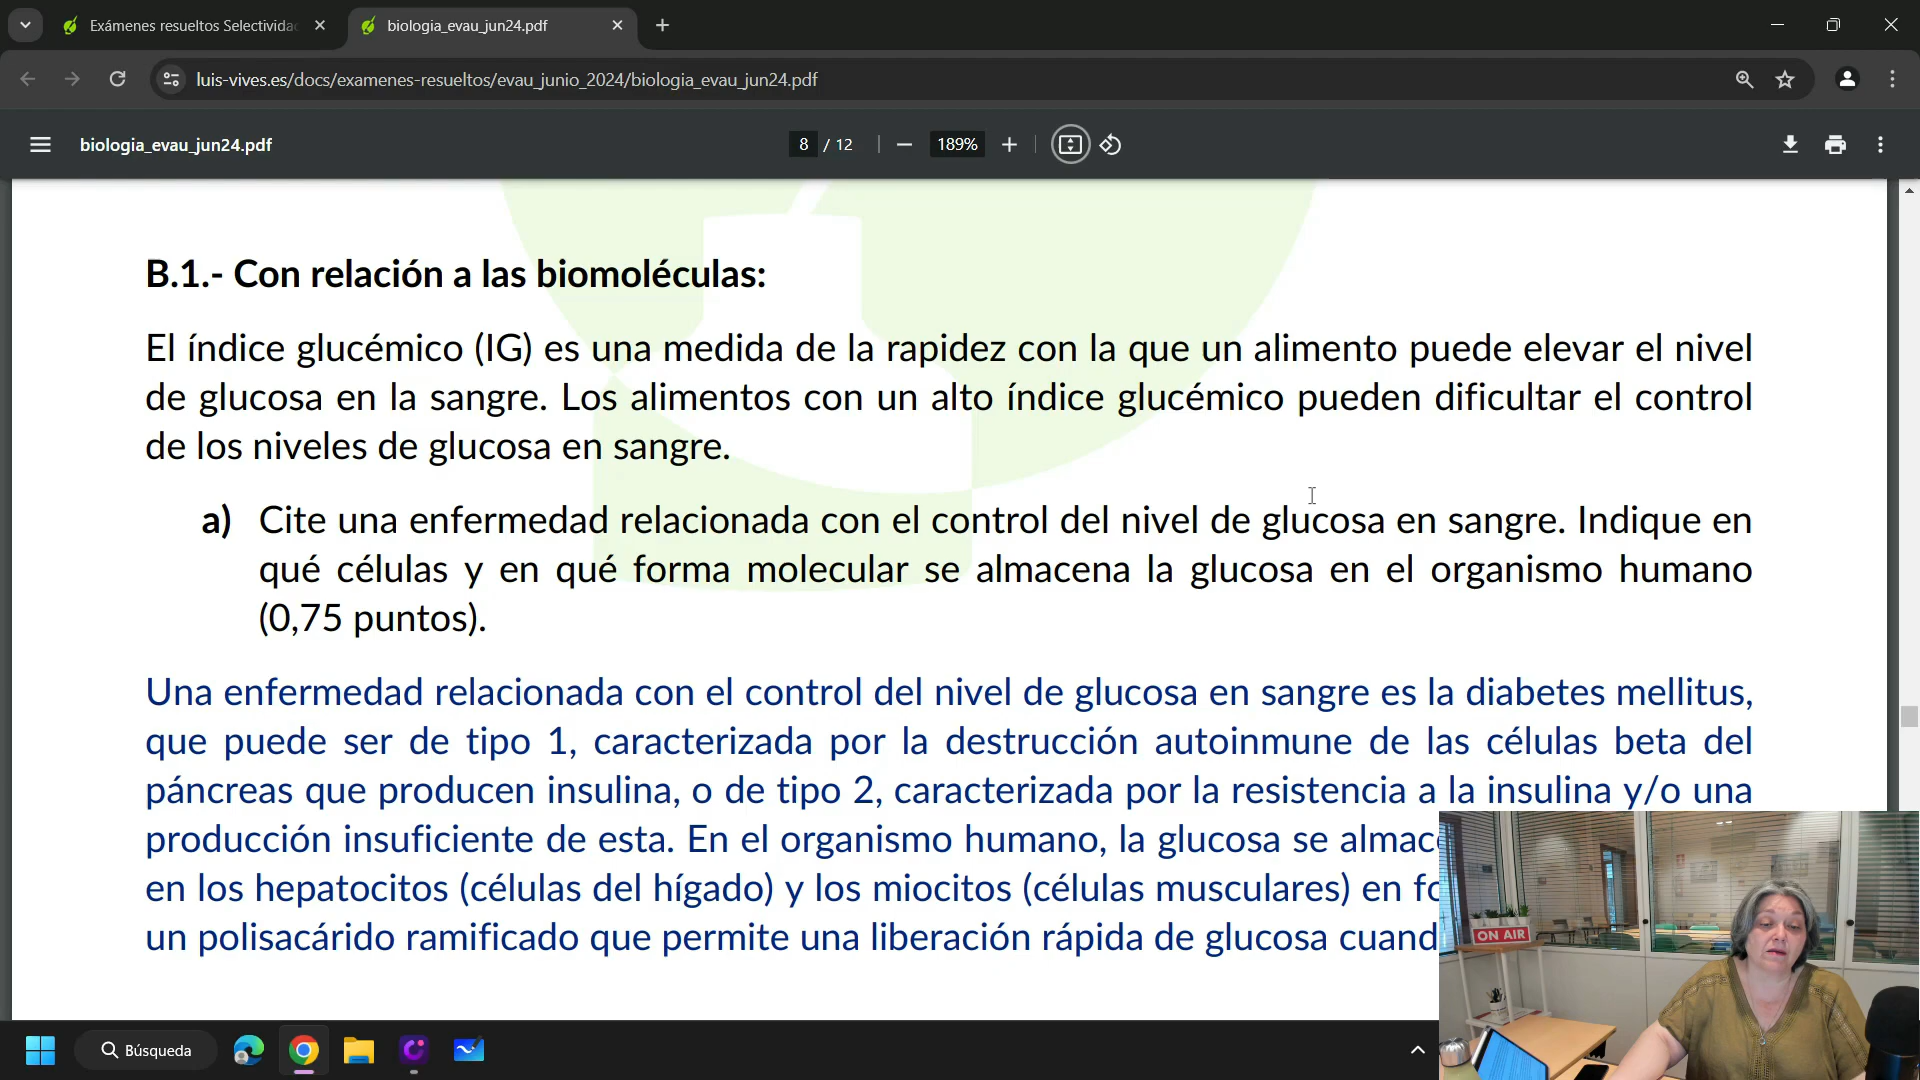 Exámenes resueltos Selectividad
biologia_evau_jun24.pdf
luis-vives.es/docs/examenes-resueltos/evau_junio_2024/biologia_evau_jun24.pdf
biologia_evau_jun24.pdf
8 / 12
189%
B.1.- Con relación a las biomoléculas:
El índice glucémico (IG) es una medida de la rapidez con la que un alimento puede elevar el nivel
de glucosa en la sangre. Los alimentos con un alto índice glucémico pueden dificultar el control
de los niveles de glucosa en sangre.
a) Cite una enfermedad relacionada con el control del nivel de glucosa en sangre. Indique en
qué células y en qué forma molecular se almacena la glucosa en el organismo humano
(0,75 puntos).
Una enfermedad relacionada con el control del nivel de glucosa en sangre es la diabetes mellitus,
que puede ser de tipo 1, caracterizada por la destrucción autoinmune de las células beta del
páncreas que producen insulina, o de tipo 2, caracterizada por la resistencia a la insulina y/o una
producción insuficiente de esta. En el organismo humano, la glucosa se almac
en los hepatocitos (células del hígado) y los miocitos (células musculares) en fo
un polisacárido ramificado que permite una liberación rápida de glucosa cuand
ON AIR
Búsqueda